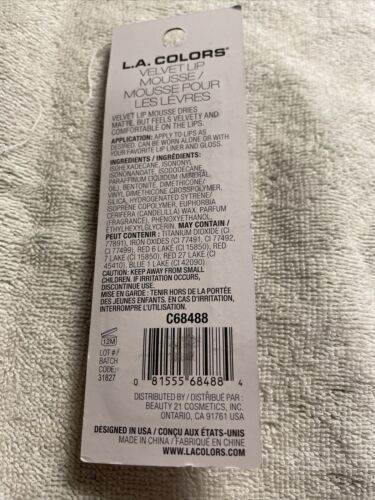 L.A. COLORS®
VELVET LIP
MOUSSE /
MOUSSE POUR
LES LÈVRES
VELVET LIP MOUSSE DRIES
MATTE, BUT FEELS VELVETY AND
COMFORTABLE ON THE LIPS.
APPLICATION: APPLY TO LIPS AS
DESIRED. CAN BE WORN ALONE OR WITH
YOUR FAVORITE LIP LINER AND GLOSS.
INGREDIENTS / INGRÉDIENTS:
ISOHEXADECANE, ISONONYL
ISONONANOATE, ISODODECANE,
PARAFFINUM LIQUIDUM (MINERAL
OIL), BENTONITE, DIMETHICONE/
VINYL DIMETHICONE CROSSPOLYMER,
SILICA, HYDROGENATED STYRENE/
ISOPRENE COPOLYMER, EUPHORBIA
CERIFERA (CANDELILLA) WAX, PARFUM
(FRAGRANCE), PHENOXYETHANOL,
ETHYLHEXYLGLYCERIN. MAY CONTAIN /
PEUT CONTENIR : TITANIUM DIOXIDE (CI
77891), IRON OXIDES (CI 77491, CI 77492,
CI 77499), RED 6 LAKE (CI 15850), RED
7 LAKE (CI 15850), RED 27 LAKE (CI
45410), BLUE 1 LAKE (CI 42090).
CAUTION: KEEP AWAY FROM SMALL
CHILDREN. IF IRRITATION OCCURS,
DISCONTINUE USE.
MISE EN GARDE : TENIR HORS DE LA PORTÉE
DES JEUNES ENFANTS. EN CAS D'IRRITATION,
INTERROMPRE L'UTILISATION.
C68488
12M
LOT # /
BATCH
CODE:
31827
0 81555 68488 4
DISTRIBUTED BY / DISTRIBUÉ PAR :
BEAUTY 21 COSMETICS, INC.
ONTARIO, CA 91761 USA
DESIGNED IN USA / CONÇU AUX ÉTATS-UNIS
MADE IN CHINA / FABRIQUÉ EN CHINE
WWW.LACOLORS.COM